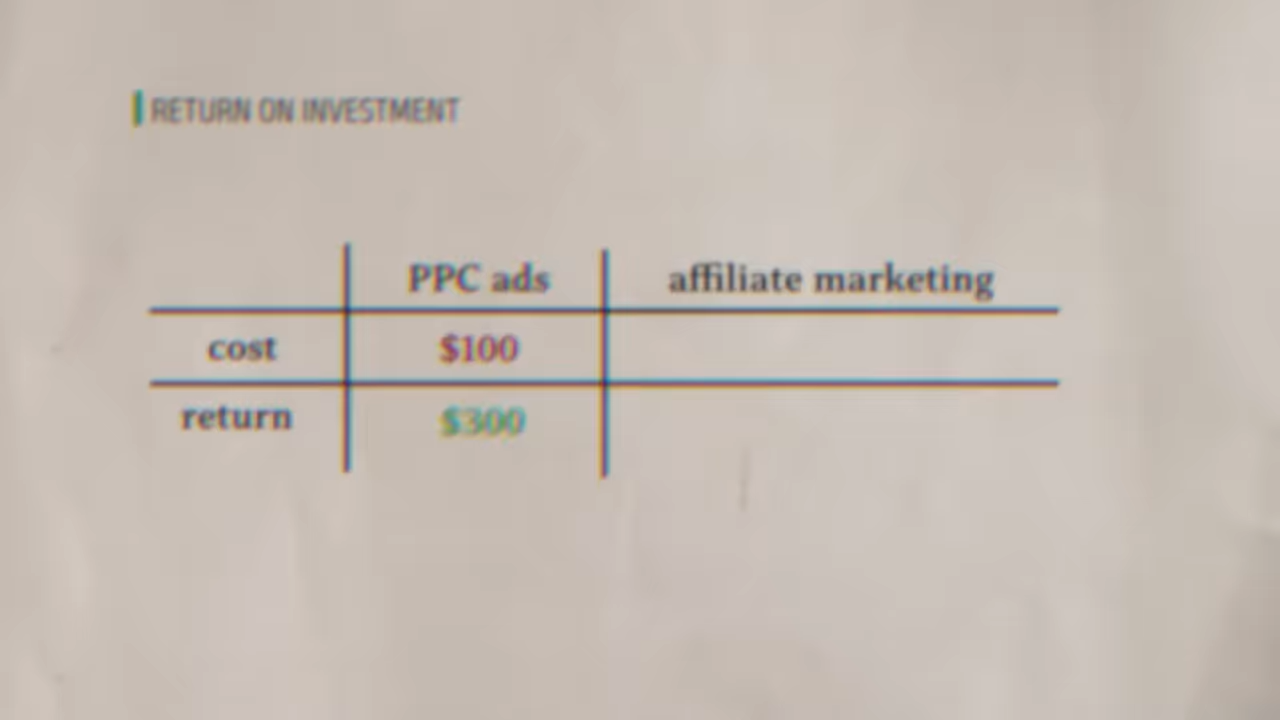 RETURN ON INVESTMENT
PPC ads affiliate marketing
cost $100
return $300